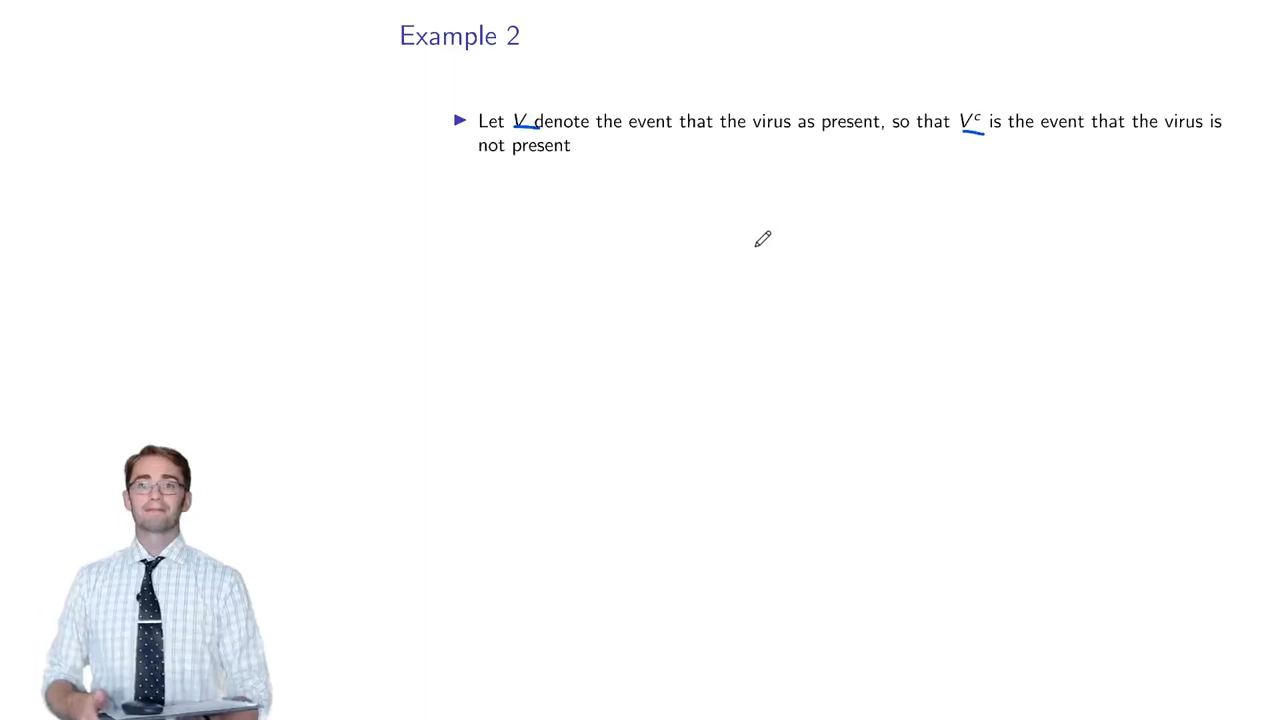 Example 2
▶ Let V denote the event that the virus as present, so that Vᶜ is the event that the virus is
not present